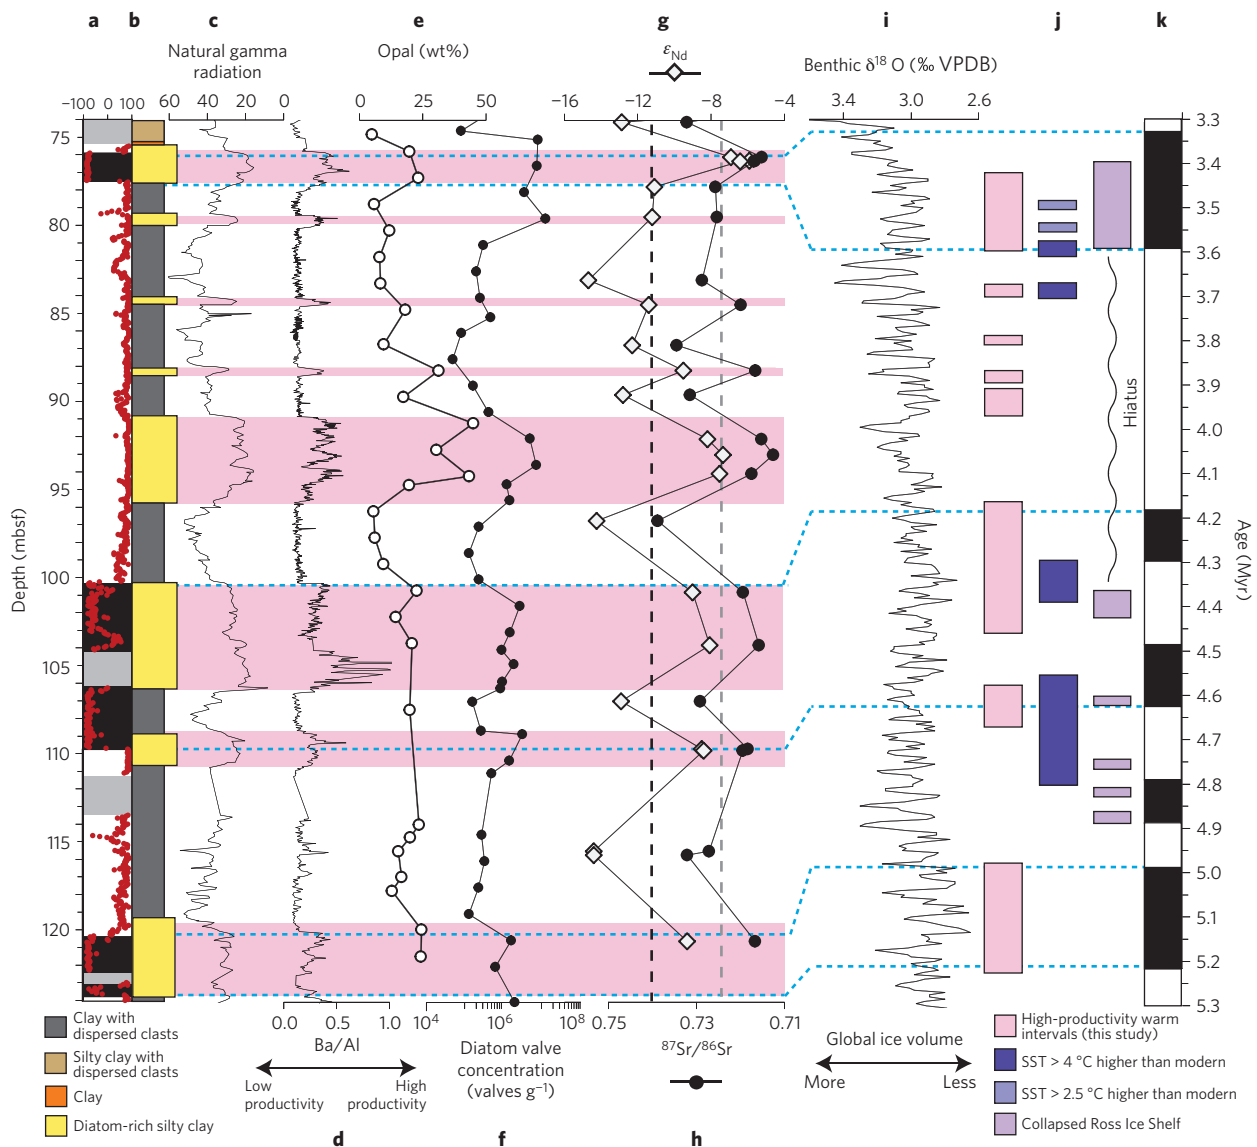 a b c e g i j k
Natural gamma
radiation
Opal (wt%)
εNd
Benthic δ18 O (‰ VPDB)
−100 0 100 60 40 20 0 0 25 50 −16 −12 −8 −4 3.4 3.0 2.6
Depth (mbsf)
75
80
85
90
95
100
105
110
115
120
Hiatus
Age (Myr)
3.3
3.4
3.5
3.6
3.7
3.8
3.9
4.0
4.1
4.2
4.3
4.4
4.5
4.6
4.7
4.8
4.9
5.0
5.1
5.2
5.3
0.0 0.5 1.0 10⁴ 10⁶ 10⁸ 0.75 0.73 0.71
Ba/Al
Low
productivity
High
productivity
Diatom valve
concentration
(valves g⁻¹)
87Sr/86Sr
Global ice volume
More Less
Clay with
dispersed clasts
Silty clay with
dispersed clasts
Clay
Diatom-rich silty clay
High-productivity warm
intervals (this study)
SST > 4 °C higher than modern
SST > 2.5 °C higher than modern
Collapsed Ross Ice Shelf
d f h